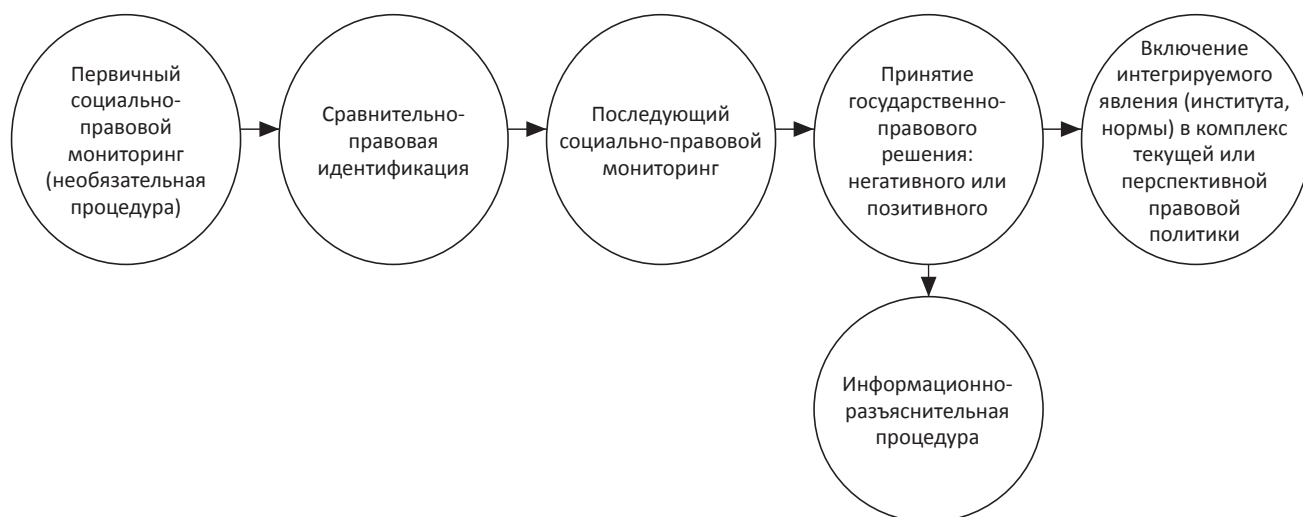 Первичный
социально-
правовой
мониторинг
(необязательная
процедура)
Сравнительно-
правовая
идентификация
Последующий
социально-правовой
мониторинг
Принятие
государственно-
правового
решения:
негативного или
позитивного
Включение
интегрируемого
явления (института,
нормы) в комплекс
текущей или
перспективной
правовой
политики
Информационно-
разъяснительная
процедура